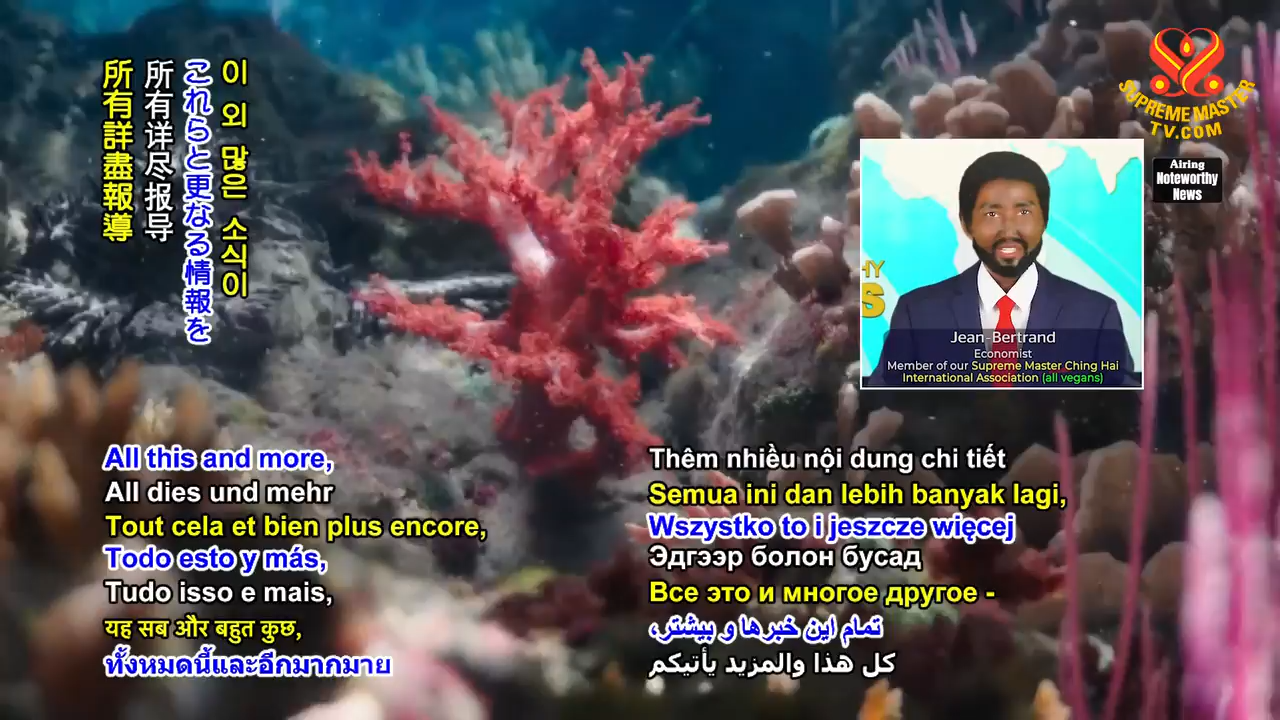 이 외 많은 소식이
これらと更なる情報を
所有详尽报导
所有詳盡報導
SUPREME MASTER
TV.COM
Airing
Noteworthy
News
HY
S
Jean-Bertrand
Economist
Member of our Supreme Master Ching Hai
International Association (all vegans)
All this and more,
All dies und mehr
Tout cela et bien plus encore,
Todo esto y más,
Tudo isso e mais,
यह सब और बहुत कुछ,
ทั้งหมดนี้และอีกมากมาย
Thêm nhiều nội dung chi tiết
Semua ini dan lebih banyak lagi,
Wszystko to i jeszcze więcej
Эдгээр болон бусад
Все это и многое другое -
تمام این خبرها و بیشتر،
كل هذا والمزيد يأتيكم